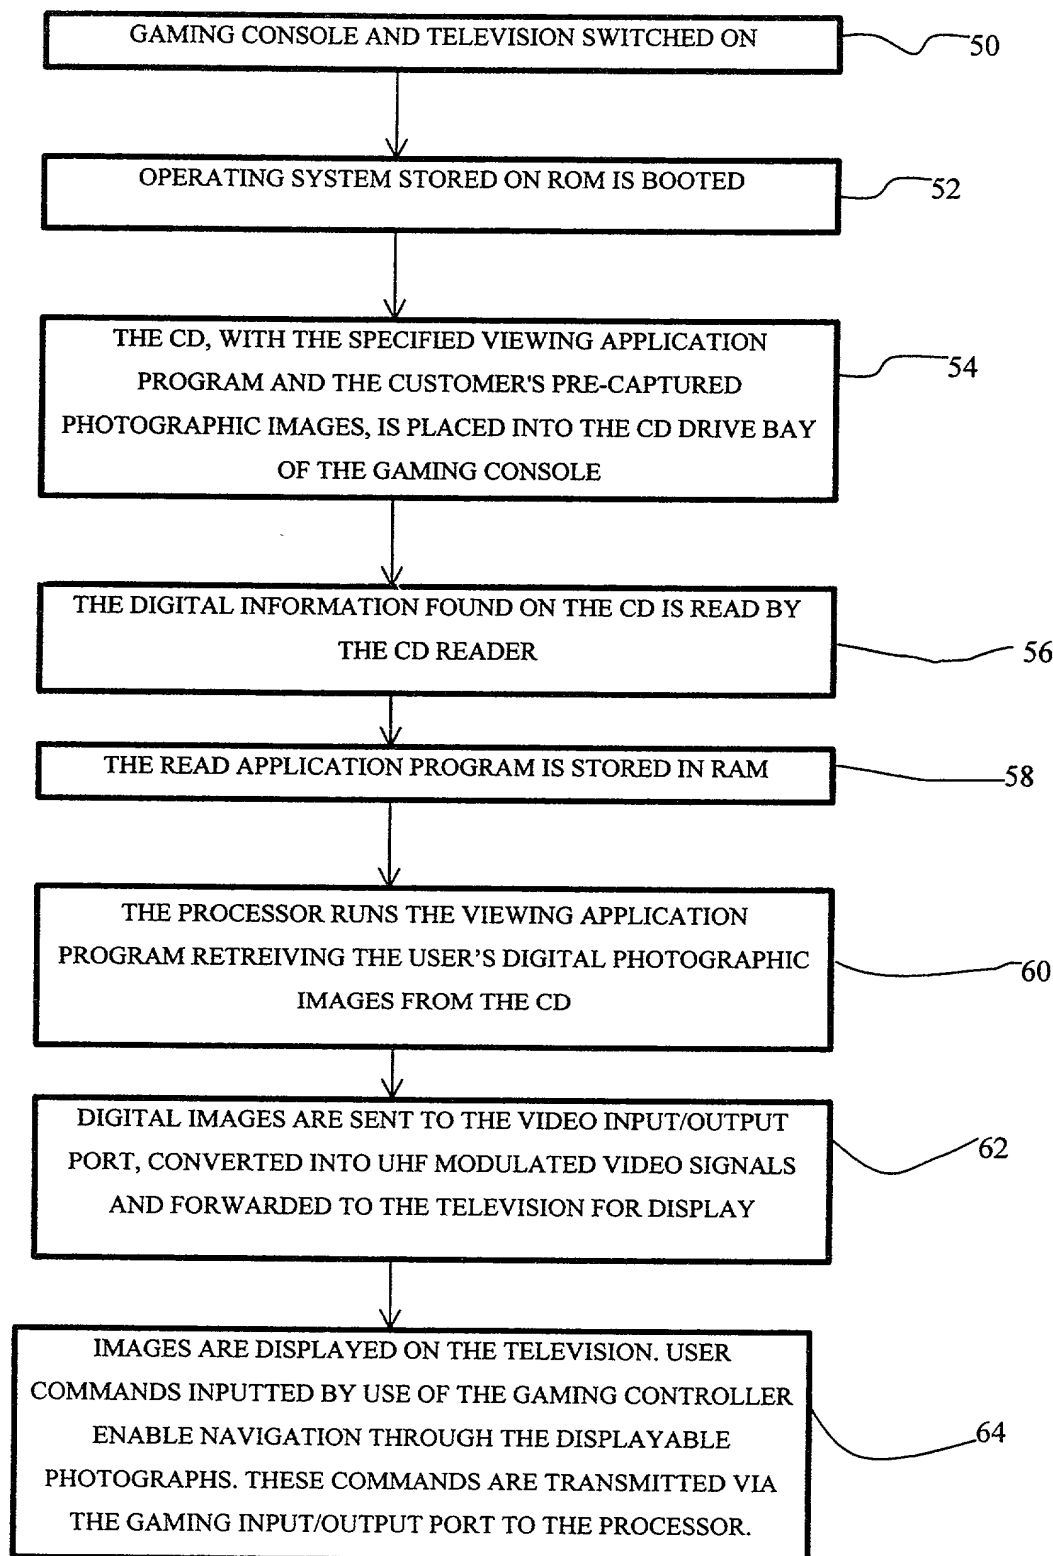 GAMING CONSOLE AND TELEVISION SWITCHED ON
50
OPERATING SYSTEM STORED ON ROM IS BOOTED
52
THE CD, WITH THE SPECIFIED VIEWING APPLICATION
PROGRAM AND THE CUSTOMER'S PRE-CAPTURED
PHOTOGRAPHIC IMAGES, IS PLACED INTO THE CD DRIVE BAY
OF THE GAMING CONSOLE
54
THE DIGITAL INFORMATION FOUND ON THE CD IS READ BY
THE CD READER
56
THE READ APPLICATION PROGRAM IS STORED IN RAM
58
THE PROCESSOR RUNS THE VIEWING APPLICATION
PROGRAM RETREIVING THE USER’S DIGITAL PHOTOGRAPHIC
IMAGES FROM THE CD
60
DIGITAL IMAGES ARE SENT TO THE VIDEO INPUT/OUTPUT
PORT, CONVERTED INTO UHF MODULATED VIDEO SIGNALS
AND FORWARDED TO THE TELEVISION FOR DISPLAY
62
IMAGES ARE DISPLAYED ON THE TELEVISION. USER
COMMANDS INPUTTED BY USE OF THE GAMING CONTROLLER
ENABLE NAVIGATION THROUGH THE DISPLAYABLE
PHOTOGRAPHS. THESE COMMANDS ARE TRANSMITTED VIA
THE GAMING INPUT/OUTPUT PORT TO THE PROCESSOR.
64